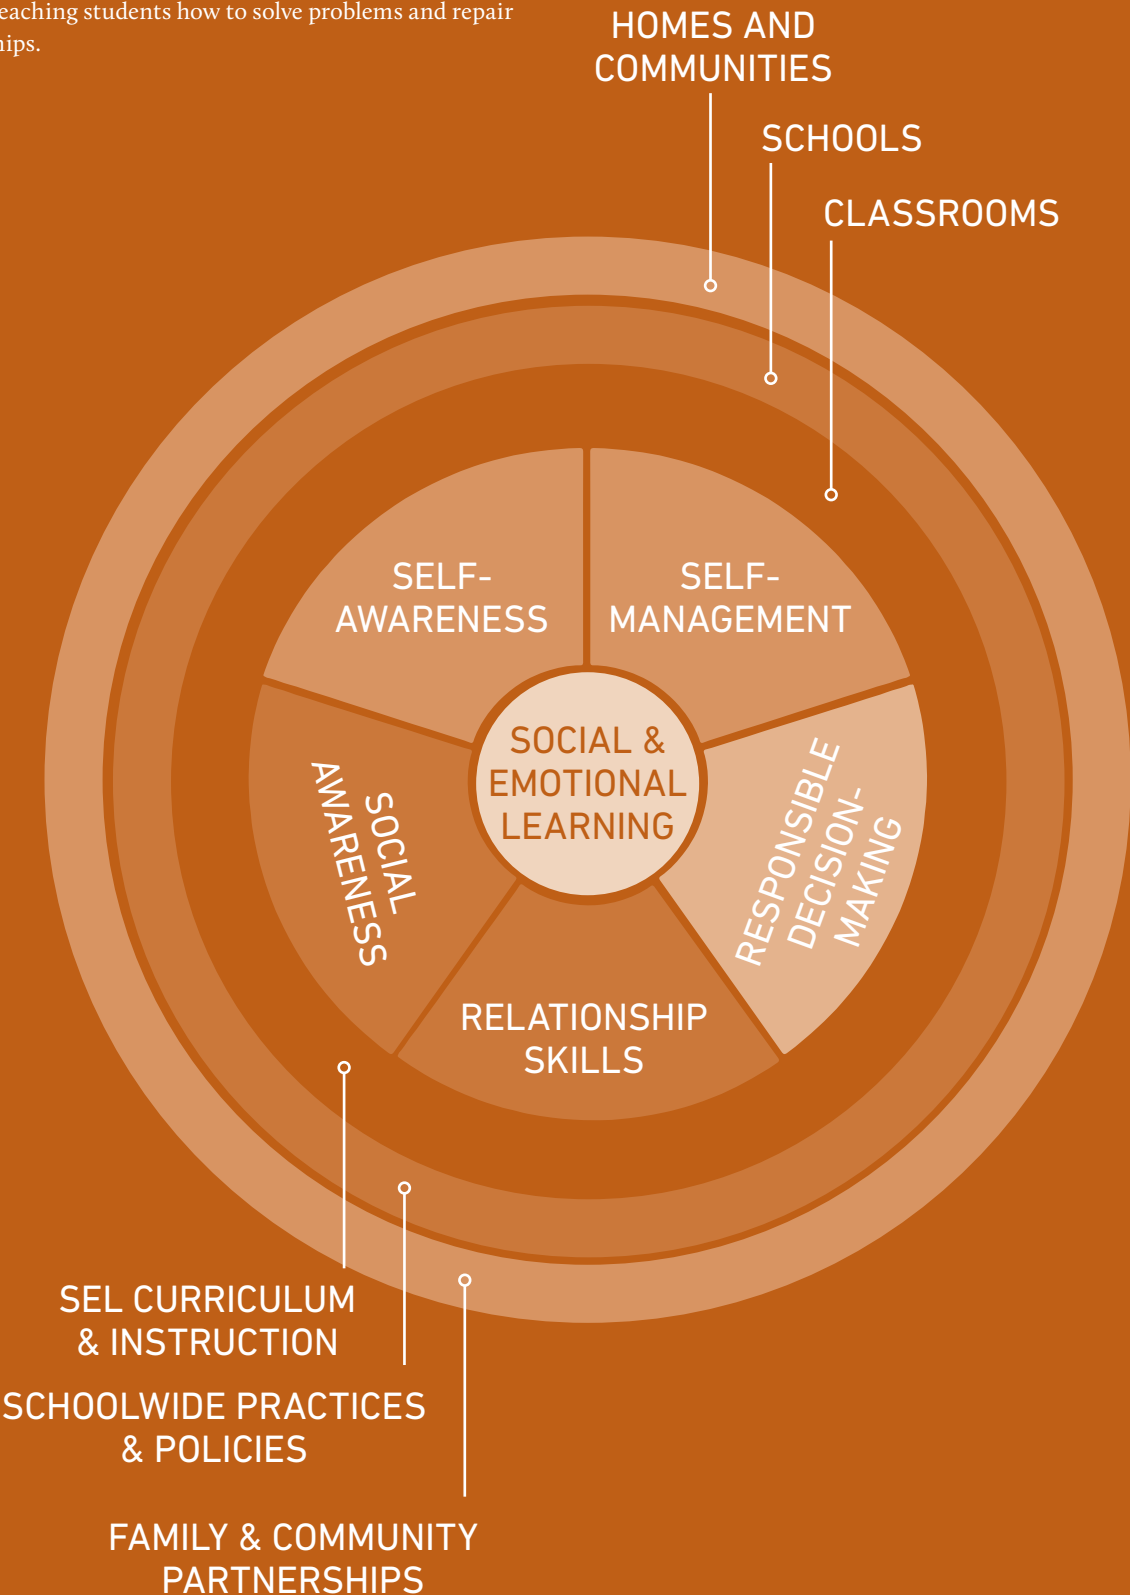 eaching students how to solve problems and repair
hips.
HOMES AND
COMMUNITIES
SCHOOLS
CLASSROOMS
SELF-
AWARENESS
SELF-
MANAGEMENT
SOCIAL &
EMOTIONAL
LEARNING
SOCIAL
AWARENESS
RESPONSIBLE
DECISION-
MAKING
RELATIONSHIP
SKILLS
SEL CURRICULUM
& INSTRUCTION
SCHOOLWIDE PRACTICES
& POLICIES
FAMILY & COMMUNITY
PARTNERSHIPS